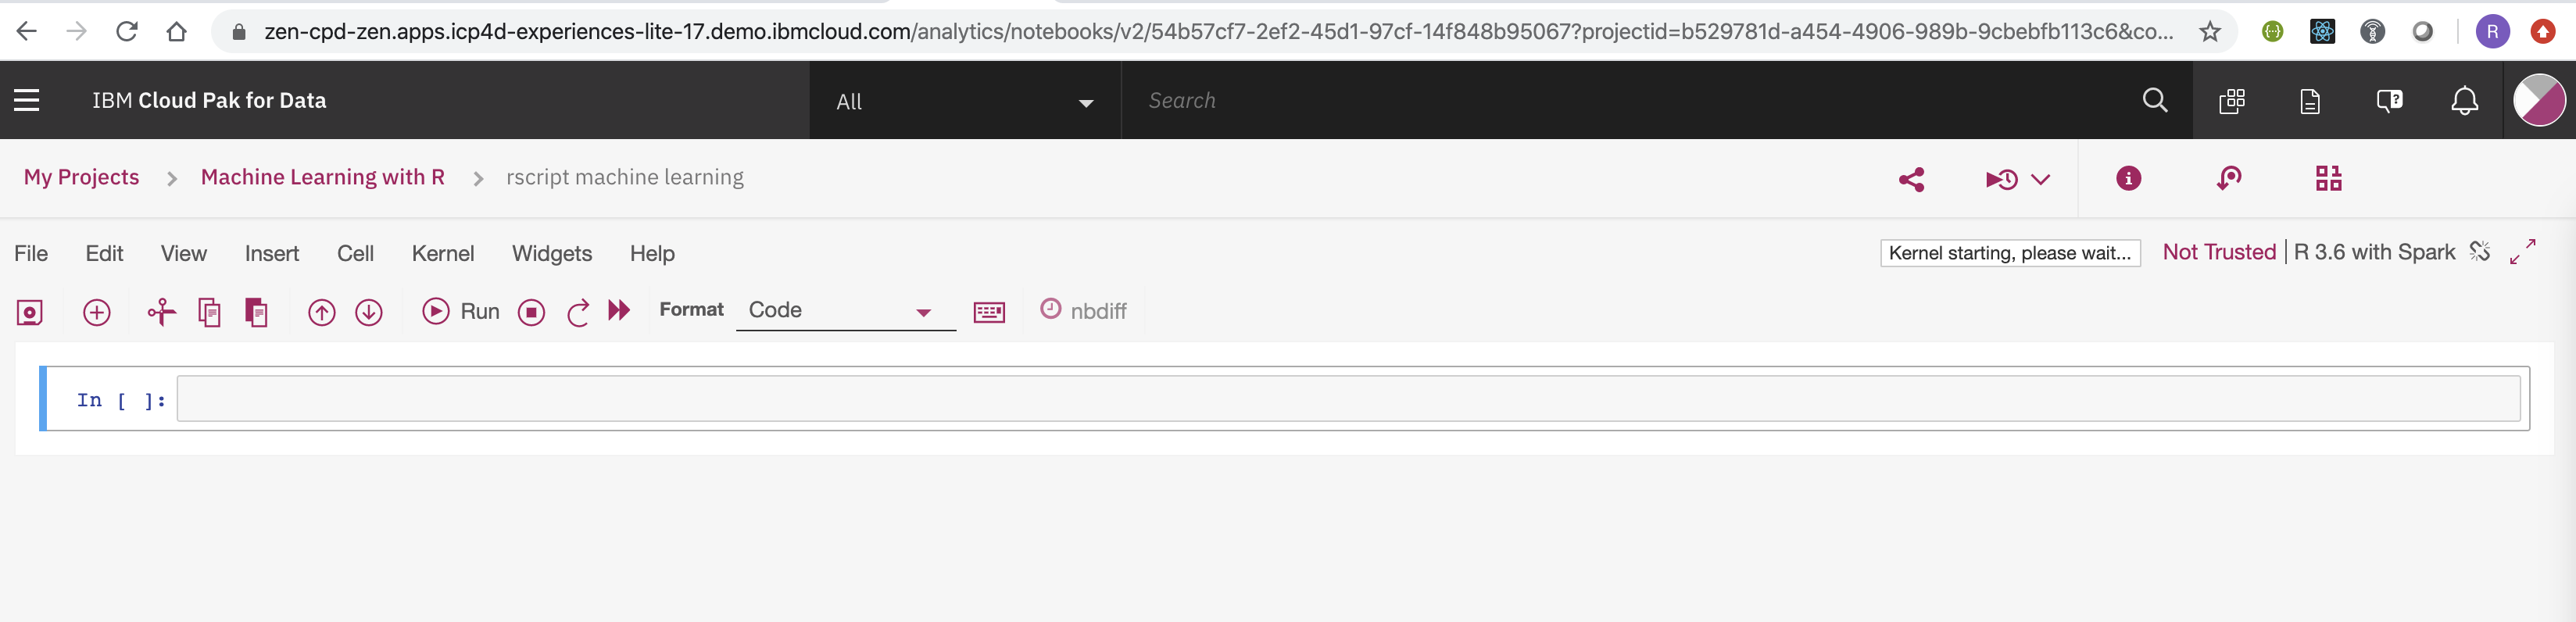 zen-cpd-zen.apps.icp4d-experiences-lite-17.demo.ibmcloud.com/analytics/notebooks/v2/54b57cf7-2ef2-45d1-97cf-14f848b95067?projectid=b529781d-a454-4906-989b-9cbebfb113c6&co... R
IBM Cloud Pak for Data All Search
My Projects > Machine Learning with R > rscript machine learning
File Edit View Insert Cell Kernel Widgets Help Kernel starting, please wait... Not Trusted | R 3.6 with Spark
Run Format Code nbdiff
In [ ]: